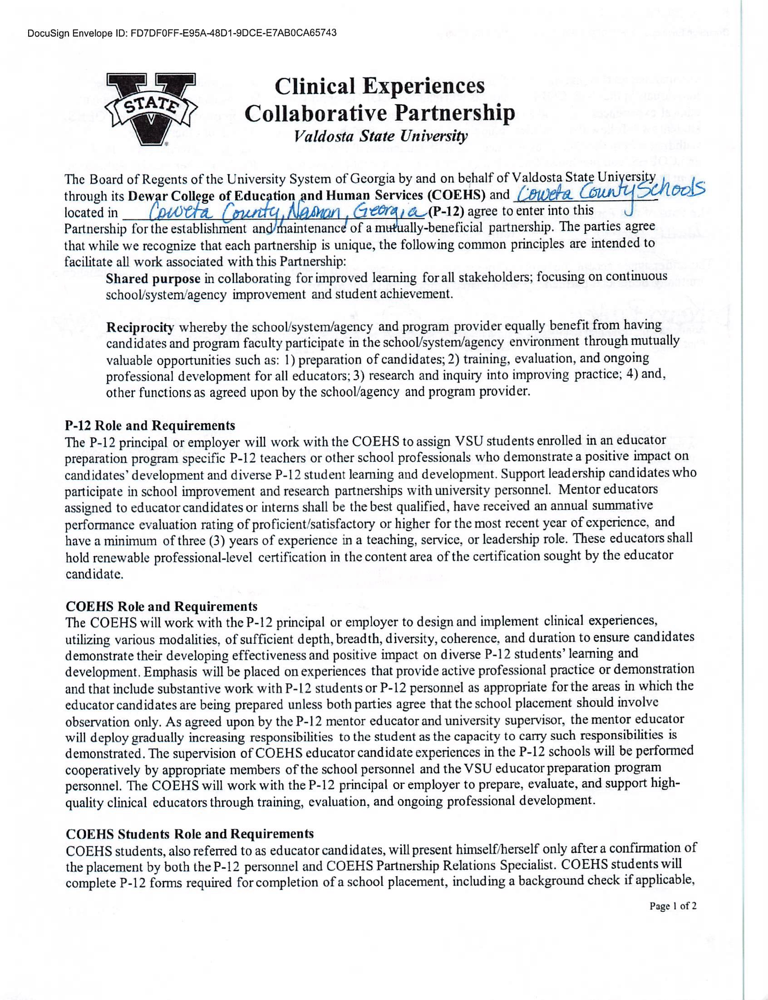 DocuSign Envelope ID: FD7DF0FF-E95A-48D1-9DCE-E7AB0CA65743
STATE
Clinical Experiences
Collaborative Partnership
Valdosta State University
The Board of Regents of the University System of Georgia by and on behalf of Valdosta State University
through its Dewar College of Education and Human Services (COEHS) and Coweta County Schools
located in Coweta County, Georgia (P-12) agree to enter into this
Partnership for the establishment and maintenance of a mutually-beneficial partnership. The parties agree
that while we recognize that each partnership is unique, the following common principles are intended to
facilitate all work associated with this Partnership:
Shared purpose in collaborating for improved learning for all stakeholders; focusing on continuous
school/system/agency improvement and student achievement.
Reciprocity whereby the school/system/agency and program provider equally benefit from having
candidates and program faculty participate in the school/system/agency environment through mutually
valuable opportunities such as: 1) preparation of candidates; 2) training, evaluation, and ongoing
professional development for all educators; 3) research and inquiry into improving practice; 4) and,
other functions as agreed upon by the school/agency and program provider.
P-12 Role and Requirements
The P-12 principal or employer will work with the COEHS to assign VSU students enrolled in an educator
preparation program specific P-12 teachers or other school professionals who demonstrate a positive impact on
candidates' development and diverse P-12 student learning and development. Support leadership candidates who
participate in school improvement and research partnerships with university personnel. Mentor educators
assigned to educator candidates or interns shall be the best qualified, have received an annual summative
performance evaluation rating of proficient/satisfactory or higher for the most recent year of experience, and
have a minimum of three (3) years of experience in a teaching, service, or leadership role. These educators shall
hold renewable professional-level certification in the content area of the certification sought by the educator
candidate.
COEHS Role and Requirements
The COEHS will work with the P-12 principal or employer to design and implement clinical experiences,
utilizing various modalities, of sufficient depth, breadth, diversity, coherence, and duration to ensure candidates
demonstrate their developing effectiveness and positive impact on diverse P-12 students' learning and
development. Emphasis will be placed on experiences that provide active professional practice or demonstration
and that include substantive work with P-12 students or P-12 personnel as appropriate for the areas in which the
educator candidates are being prepared unless both parties agree that the school placement should involve
observation only. As agreed upon by the P-12 mentor educator and university supervisor, the mentor educator
will deploy gradually increasing responsibilities to the student as the capacity to carry such responsibilities is
demonstrated. The supervision of COEHS educator candidate experiences in the P-12 schools will be performed
cooperatively by appropriate members of the school personnel and the VSU educator preparation program
personnel. The COEHS will work with the P-12 principal or employer to prepare, evaluate, and support high-
quality clinical educators through training, evaluation, and ongoing professional development.
COEHS Students Role and Requirements
COEHS students, also referred to as educator candidates, will present himself/herself only after a confirmation of
the placement by both the P-12 personnel and COEHS Partnership Relations Specialist. COEHS students will
complete P-12 forms required for completion of a school placement, including a background check if applicable,
Page 1 of 2